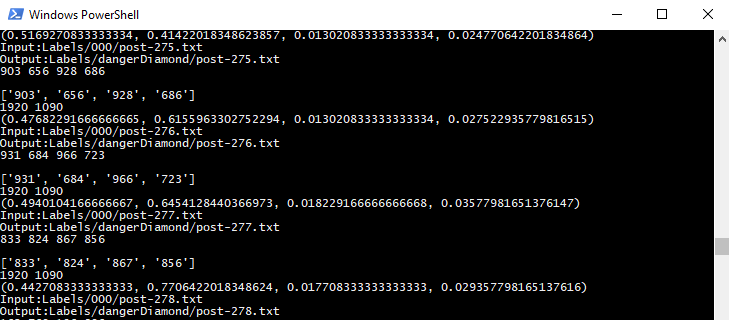 Windows PowerShell
(0.5169270833333334, 0.41422018348623857, 0.013020833333333334, 0.024770642201834864)
Input:Labels/000/post-275.txt
Output:Labels/dangerDiamond/post-275.txt
903 656 928 686
['903', '656', '928', '686']
1920 1090
(0.47682291666666665, 0.6155963302752294, 0.013020833333333334, 0.027522935779816515)
Input:Labels/000/post-276.txt
Output:Labels/dangerDiamond/post-276.txt
931 684 966 723
['931', '684', '966', '723']
1920 1090
(0.4940104166666667, 0.6454128440366973, 0.018229166666666668, 0.03577981651376147)
Input:Labels/000/post-277.txt
Output:Labels/dangerDiamond/post-277.txt
833 824 867 856
['833', '824', '867', '856']
1920 1090
(0.4427083333333333, 0.7706422018348624, 0.017708333333333333, 0.029357798165137616)
Input:Labels/000/post-278.txt
Output:Labels/dangerDiamond/post-278.txt